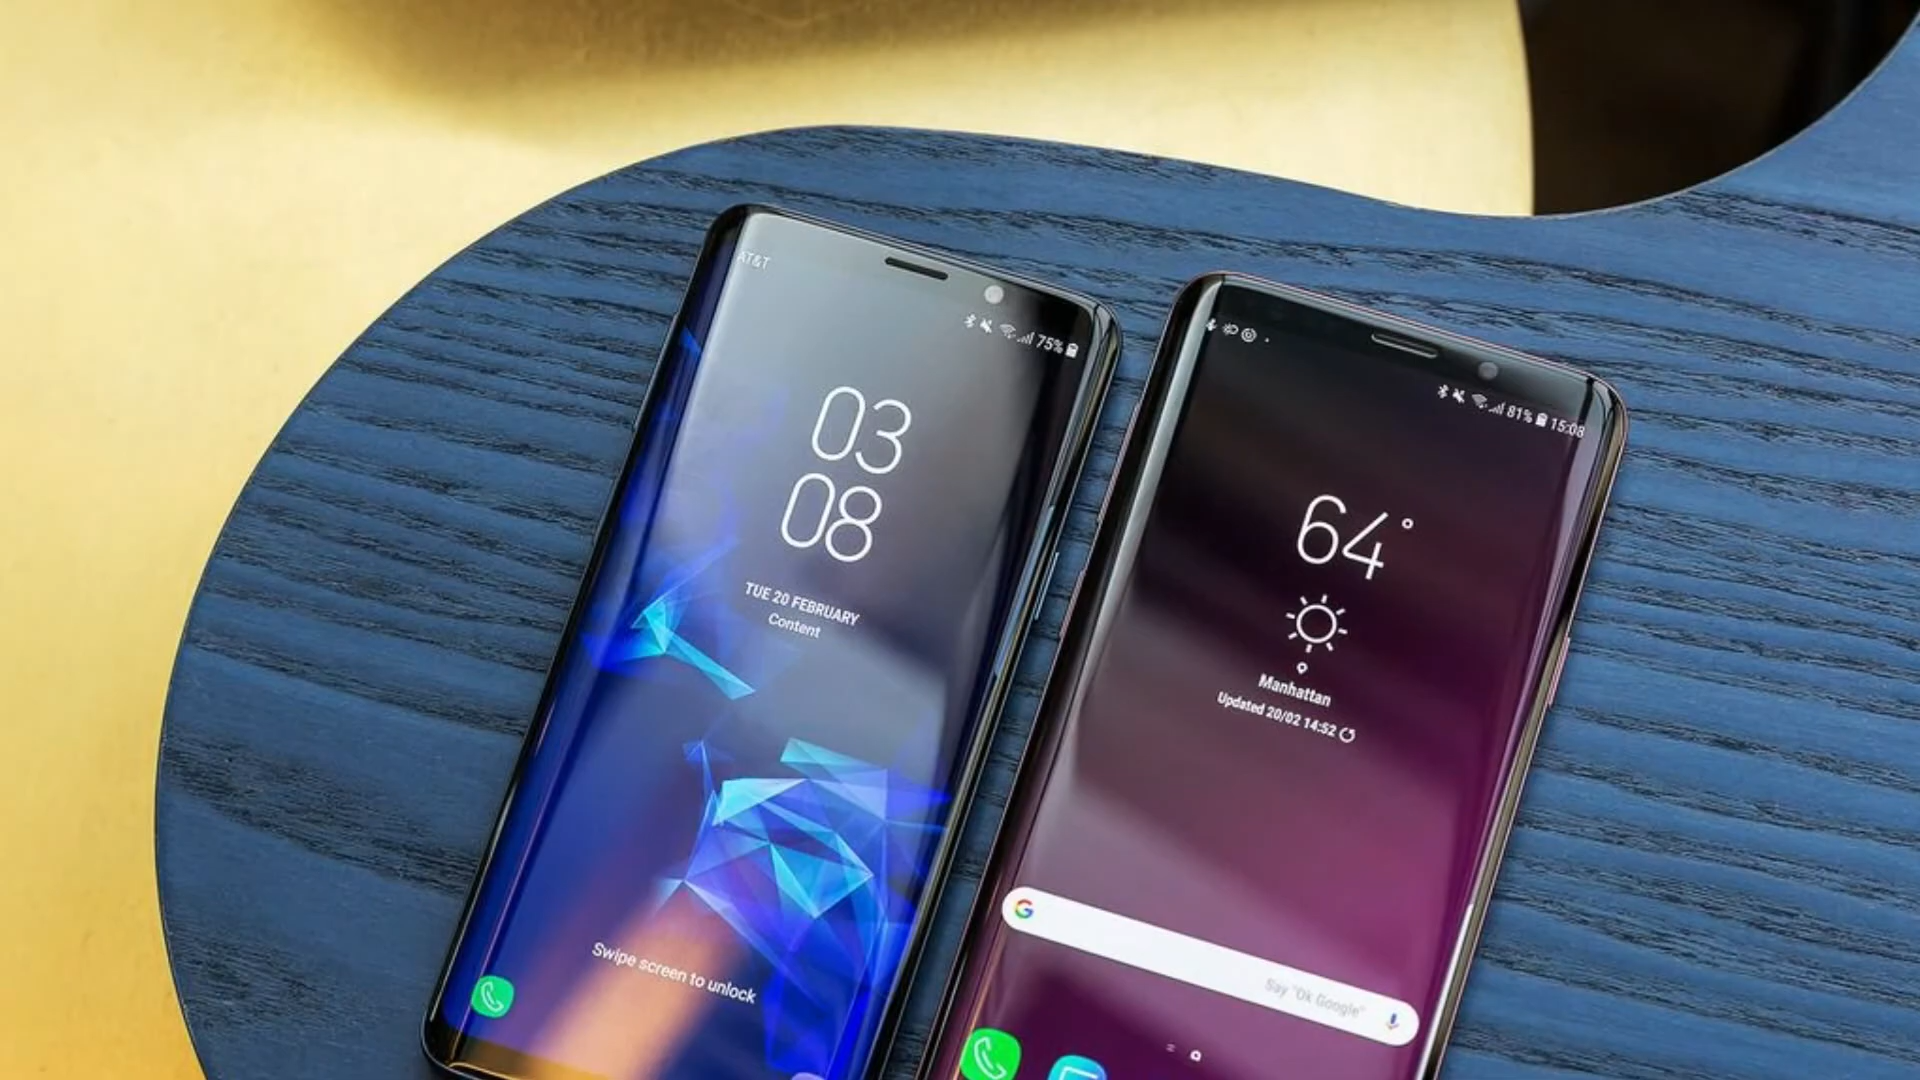 AT&T
75%
03
08
TUE 20 FEBRUARY
Content
Swipe screen to unlock
81% 15:08
64°
Manhattan
Updated 20/02 14:52
G
Say "Ok Google"